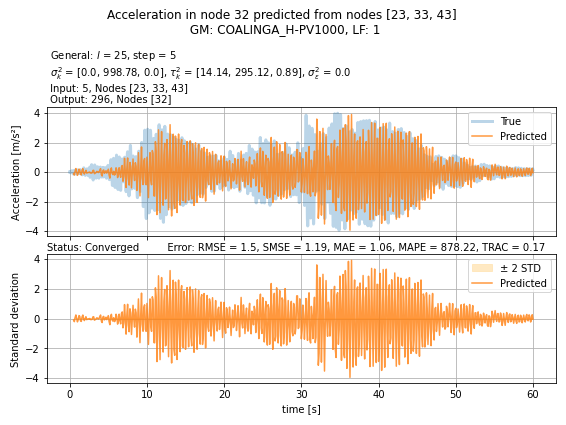 Acceleration in node 32 predicted from nodes [23, 33, 43]
GM: COALINGA_H-PV1000, LF: 1
General: l = 25, step = 5
σ²ₖ = [0.0, 998.78, 0.0], τ²ₖ = [14.14, 295.12, 0.89], σ²ᵋ = 0.0
Input: 5, Nodes [23, 33, 43]
Output: 296, Nodes [32]
Acceleration [m/s²]
4
2
0
−2
−4
True
Predicted
Status: Converged Error: RMSE = 1.5, SMSE = 1.19, MAE = 1.06, MAPE = 878.22, TRAC = 0.17
Standard deviation
4
2
0
−2
−4
± 2 STD
Predicted
0 10 20 30 40 50 60
time [s]